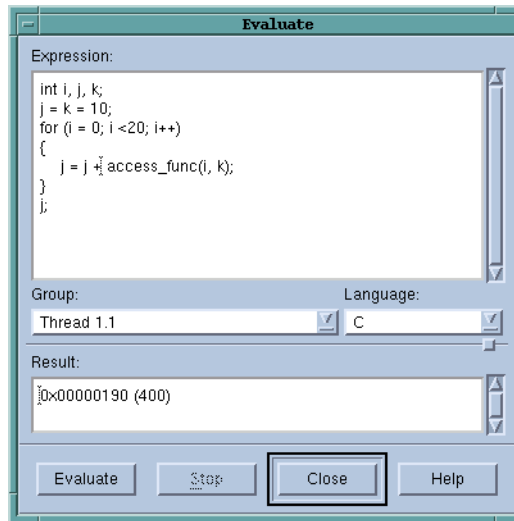 Evaluate
Expression:
int i, j, k;
j = k = 10;
for (i = 0; i <20; i++)
{
j = j + access_func(i, k);
}
j;
Group:
Language:
Thread 1.1
C
Result:
0x00000190 (400)
Evaluate
Stop
Close
Help